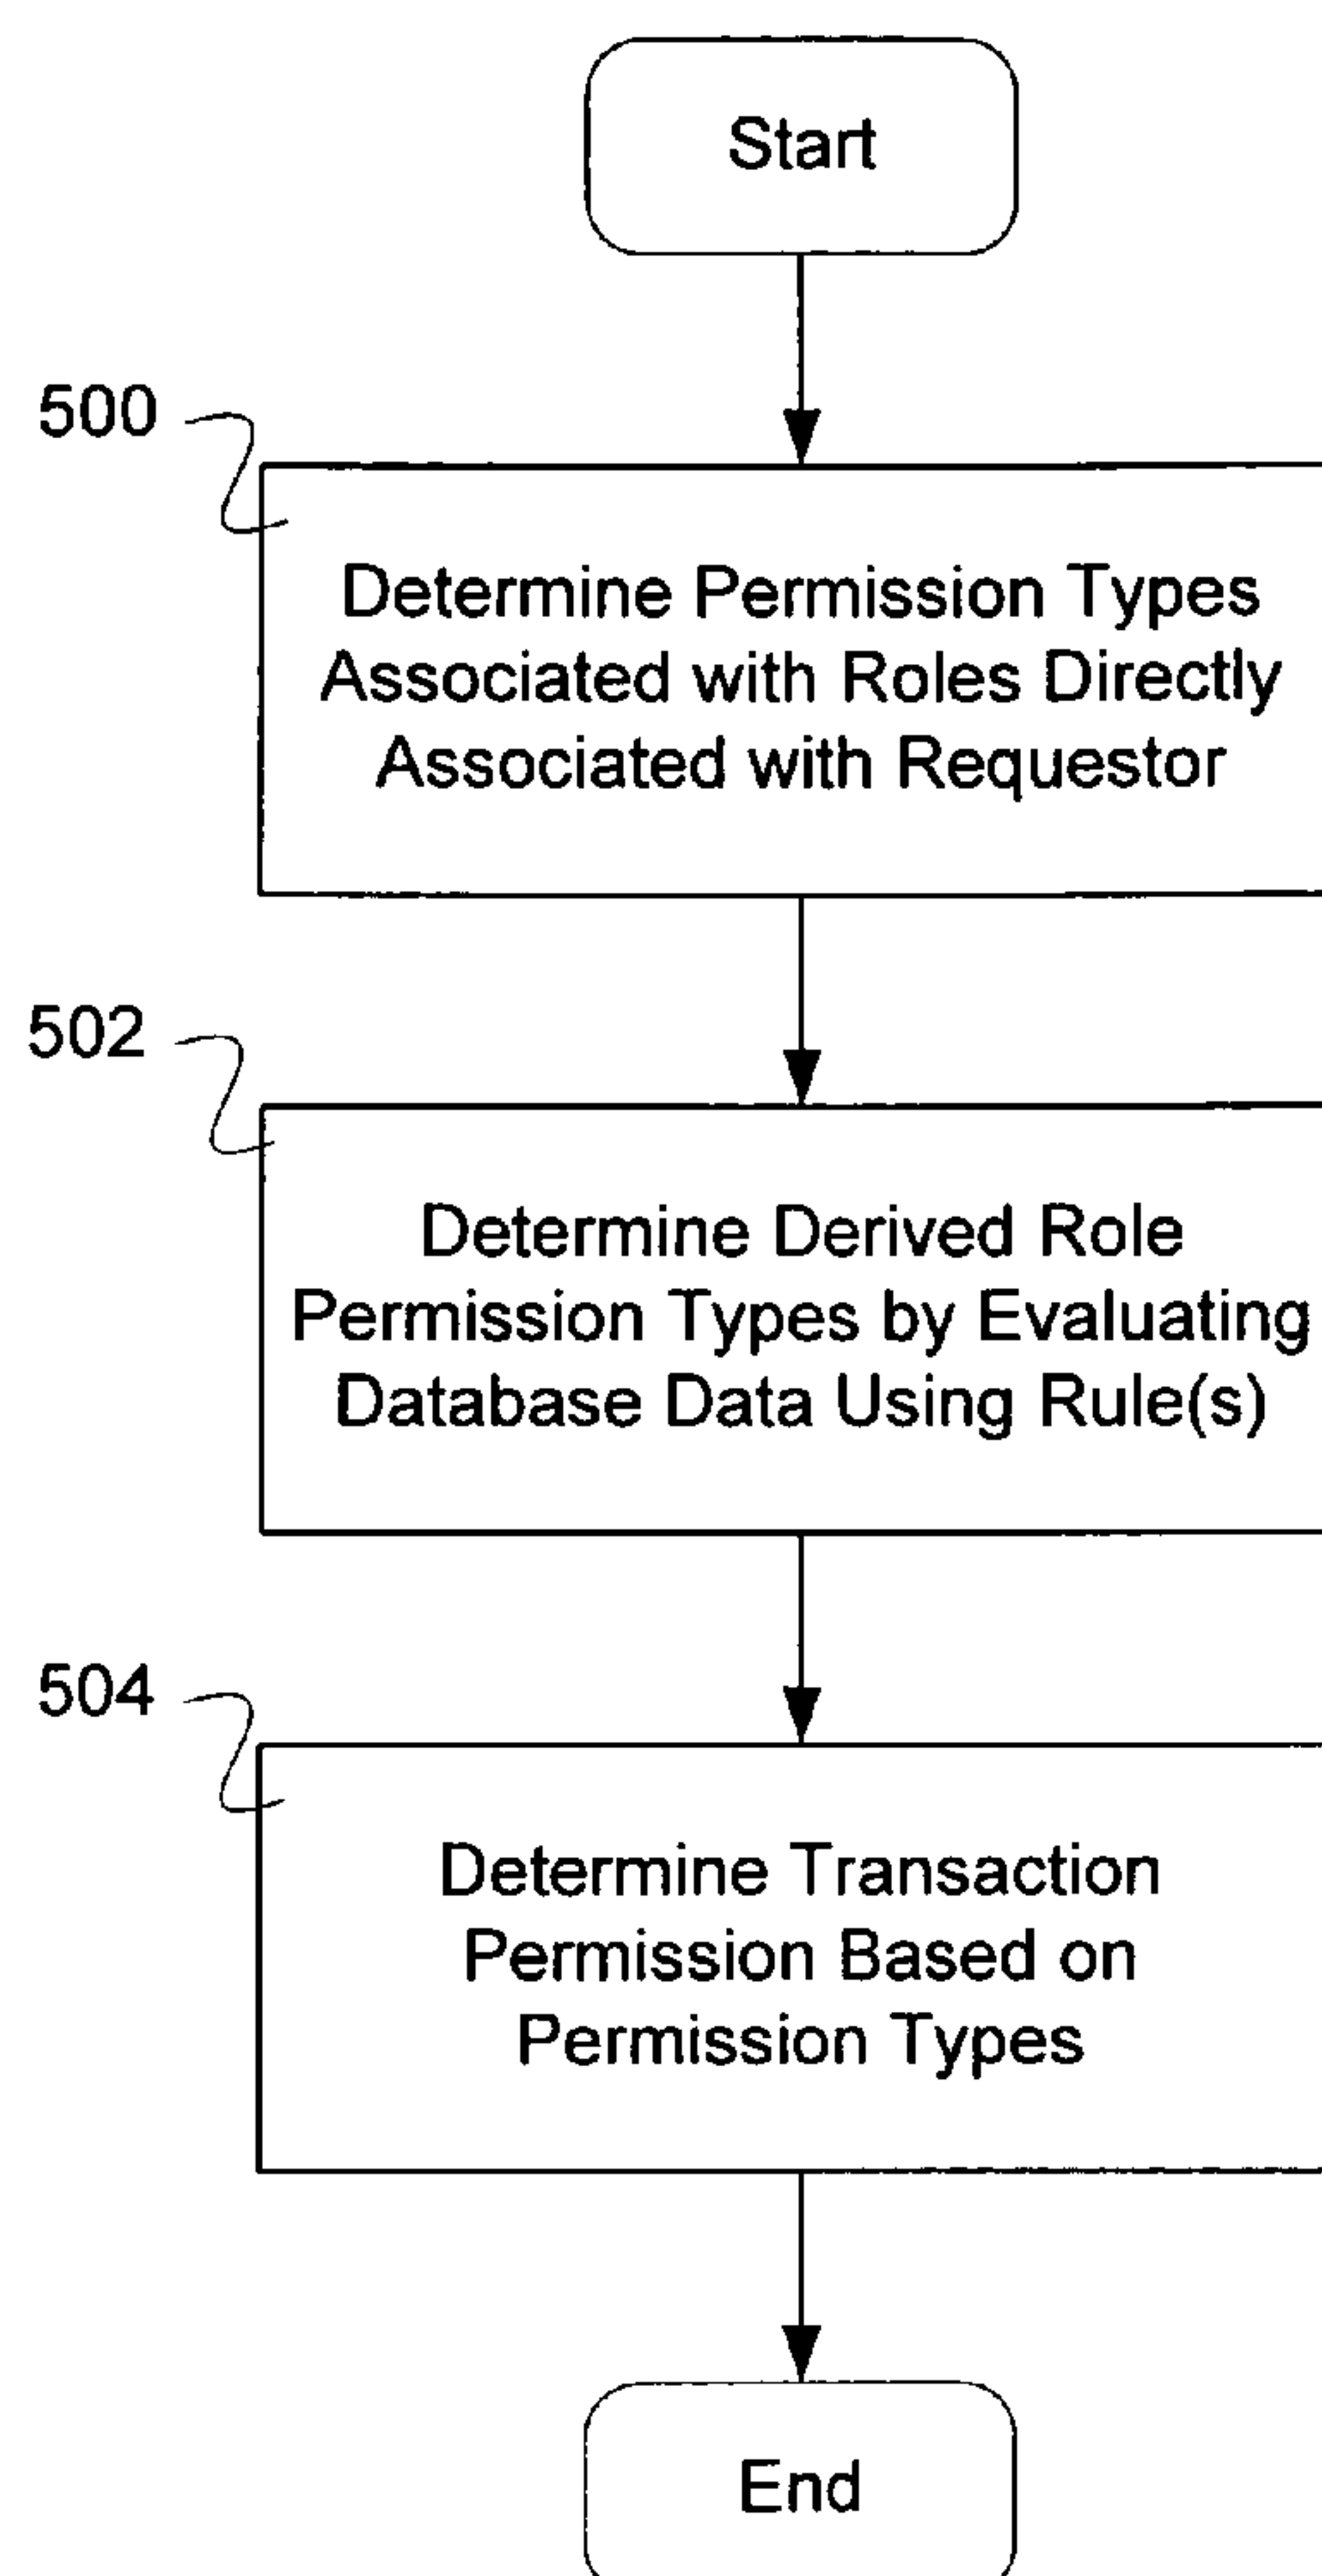 Start
500
Determine Permission Types
Associated with Roles Directly
Associated with Requestor
502
Determine Derived Role
Permission Types by Evaluating
Database Data Using Rule(s)
504
Determine Transaction
Permission Based on
Permission Types
End